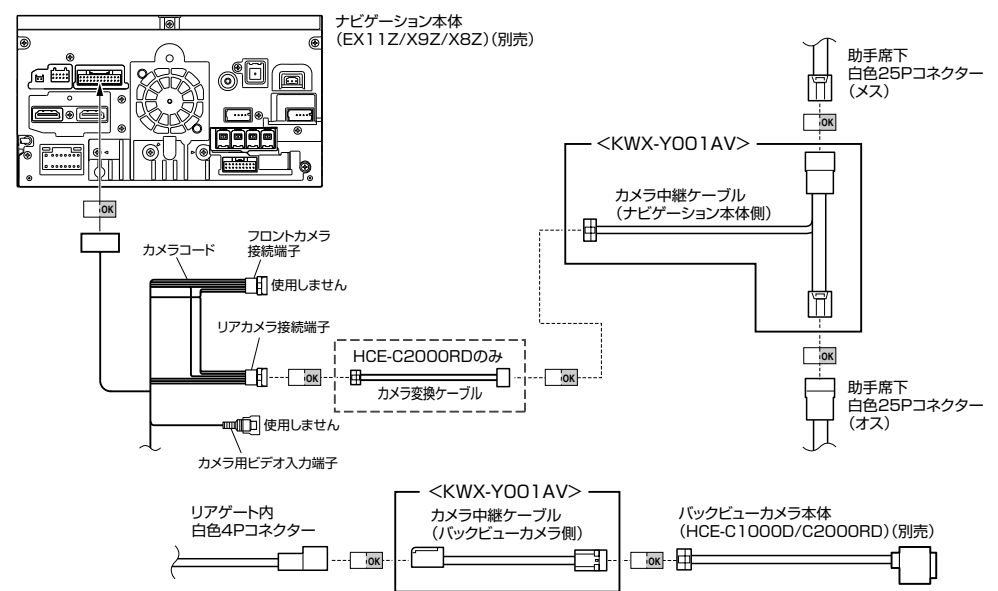 ナビゲーション本体
(EX11Z/X9Z/X8Z)(別売)
助手席下
白色25Pコネクター
(メス)
OK
<KWX-Y001AV>
カメラ中継ケーブル
(ナビゲーション本体側)
OK
カメラコード
フロントカメラ
接続端子
使用しません
リアカメラ接続端子
OK
HCE-C2000RDのみ
カメラ変換ケーブル
OK
OK
助手席下
白色25Pコネクター
(オス)
使用しません
カメラ用ビデオ入力端子
リアゲート内
白色4Pコネクター
OK
<KWX-Y001AV>
カメラ中継ケーブル
(バックビューカメラ側)
OK
バックビューカメラ本体
(HCE-C1000D/C2000RD)(別売)